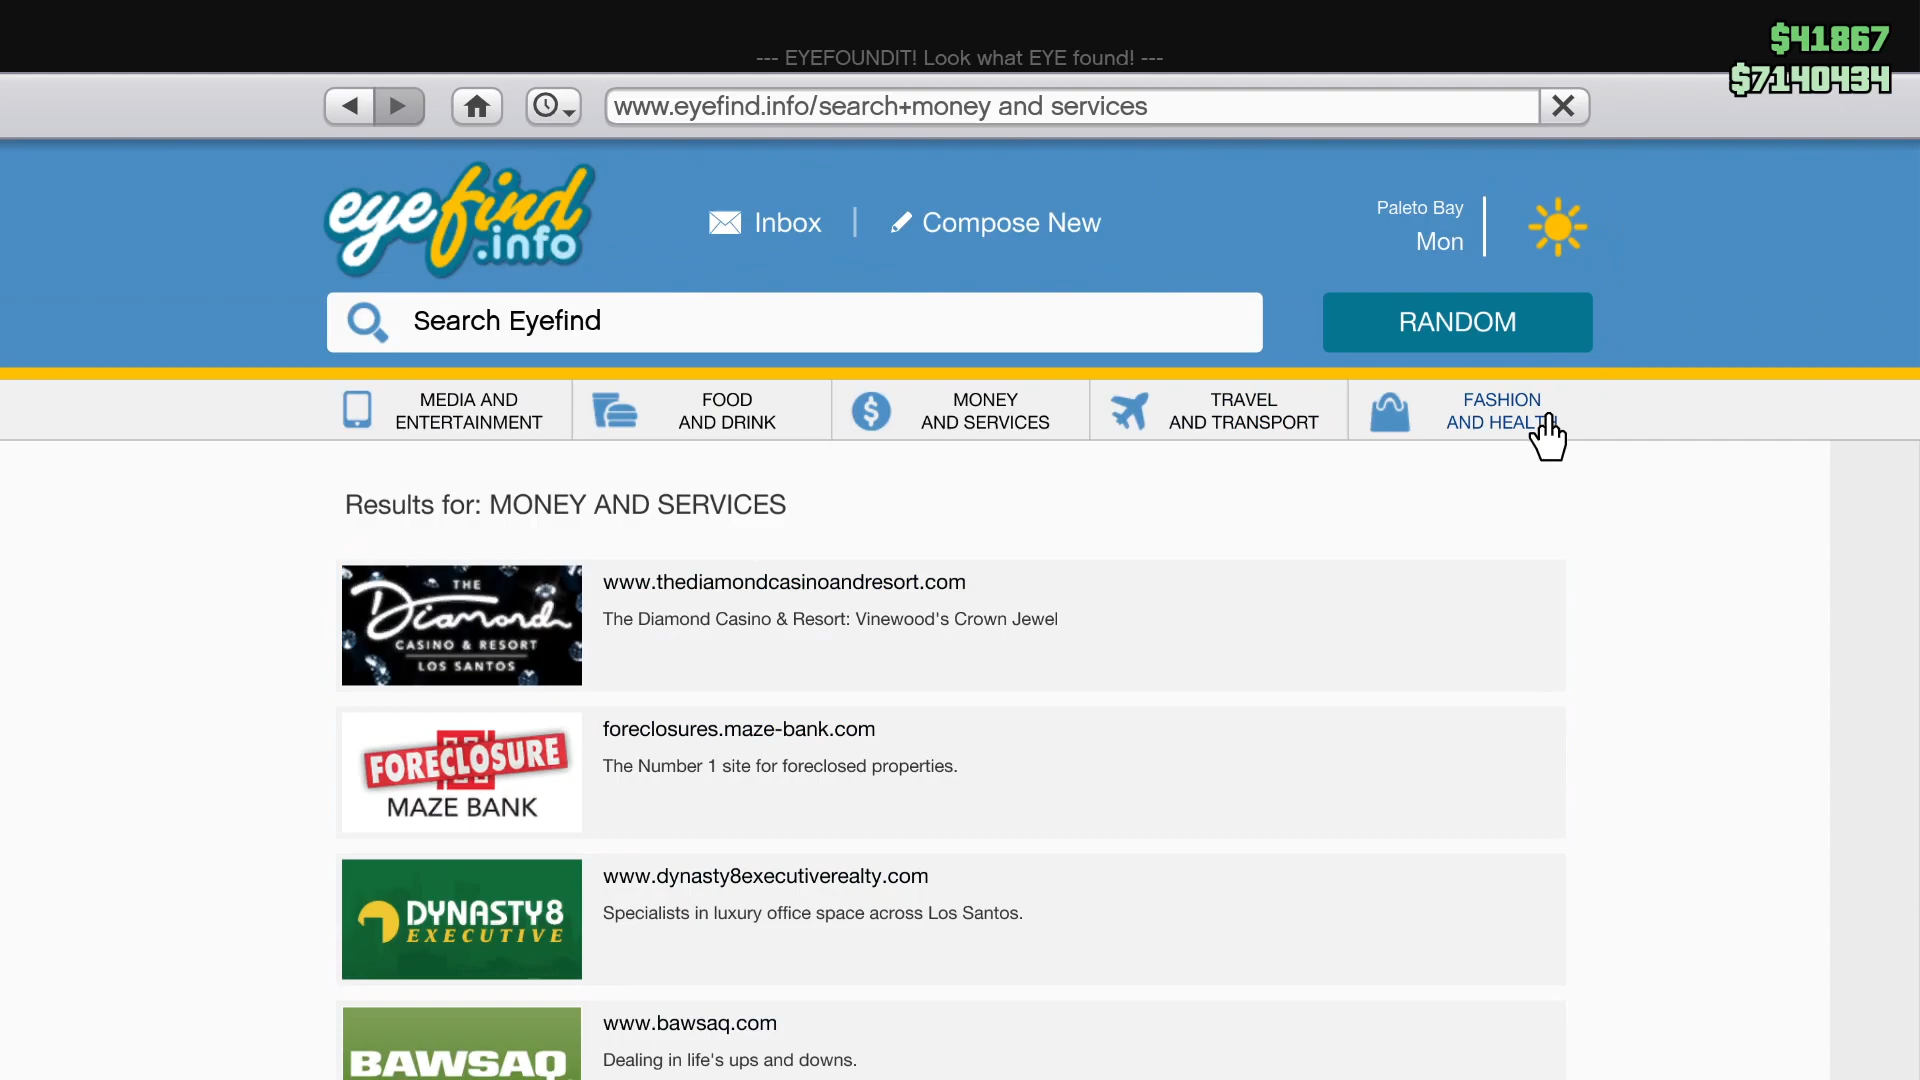 --- EYEFOUNDIT! Look what EYE found! ---
$41867
$7140434
www.eyefind.info/search+money and services
eyefind
.info
Inbox
Compose New
Paleto Bay
Mon
Search Eyefind
RANDOM
MEDIA AND
ENTERTAINMENT
FOOD
AND DRINK
MONEY
AND SERVICES
TRAVEL
AND TRANSPORT
FASHION
AND HEALTH
Results for: MONEY AND SERVICES
THE
Diamond
CASINO & RESORT
LOS SANTOS
www.thediamondcasinoandresort.com
The Diamond Casino & Resort: Vinewood's Crown Jewel
FORECLOSURE
MAZE BANK
foreclosures.maze-bank.com
The Number 1 site for foreclosed properties.
DYNASTY8
EXECUTIVE
www.dynasty8executiverealty.com
Specialists in luxury office space across Los Santos.
BAWSAQ
www.bawsaq.com
Dealing in life's ups and downs.